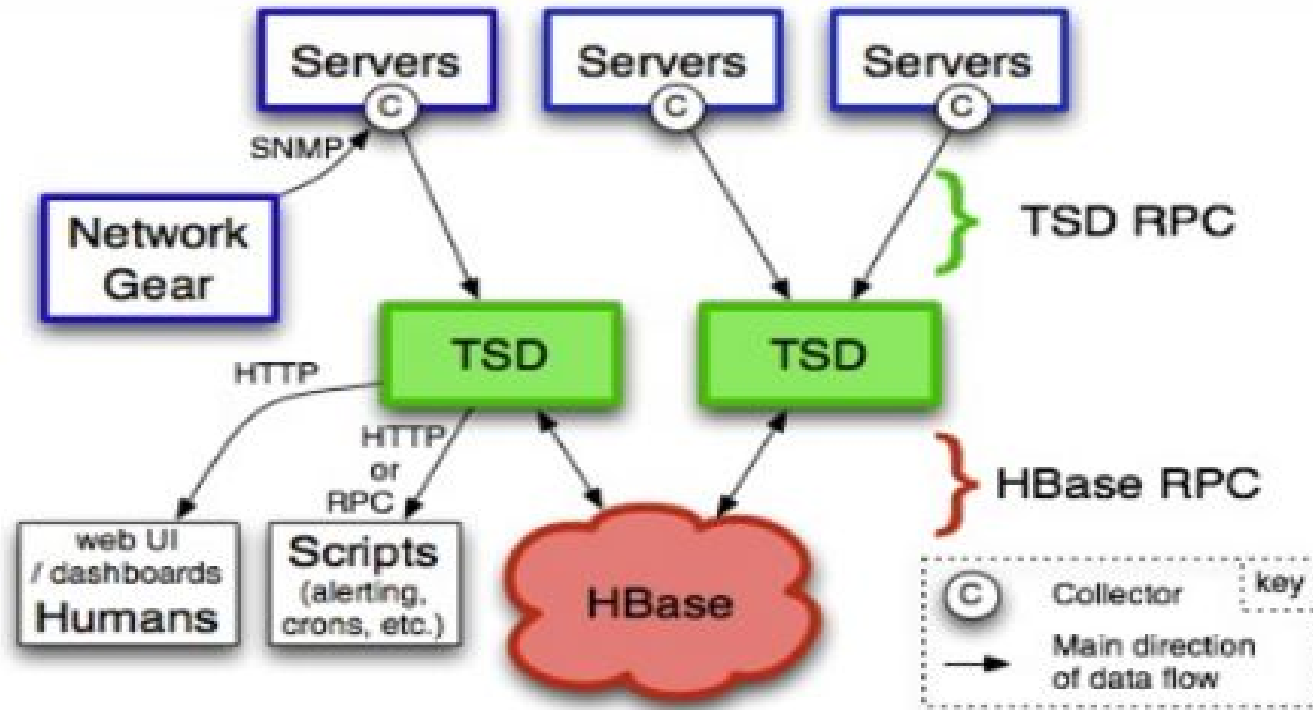 Servers
Servers
Servers
C
C
C
SNMP
Network
Gear
TSD RPC
TSD
TSD
HTTP
HTTP
or
RPC
HBase RPC
web UI
/ dashboards
Humans
Scripts
(alerting,
crons, etc.)
HBase
key
C
Collector
Main direction
of data flow